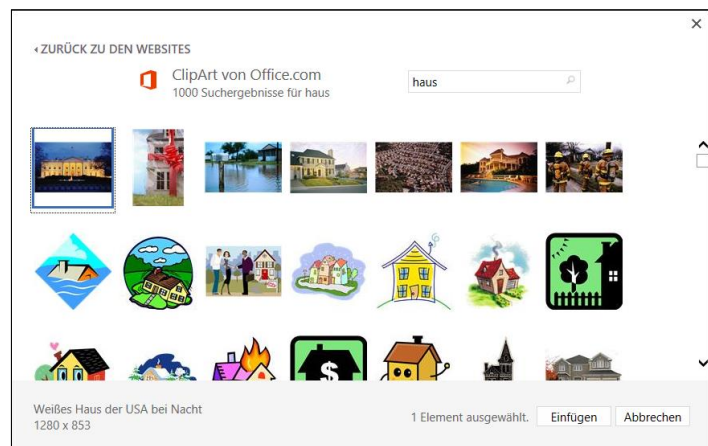 ZURÜCK ZU DEN WEBSITES
ClipArt von Office.com
1000 Suchergebnisse für haus
haus
$
Weißes Haus der USA bei Nacht
1280 x 853
1 Element ausgewählt.
Einfügen
Abbrechen